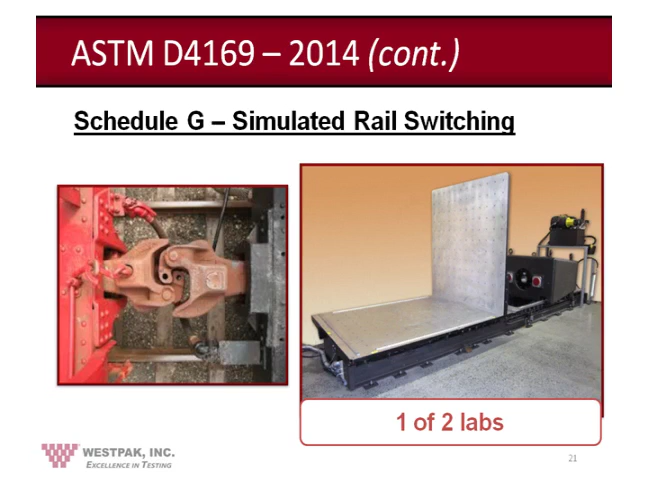 ASTM D4169 – 2014 (cont.)
Schedule G – Simulated Rail Switching
1 of 2 labs
WESTPAK, INC.
EXCELLENCE IN TESTING
21